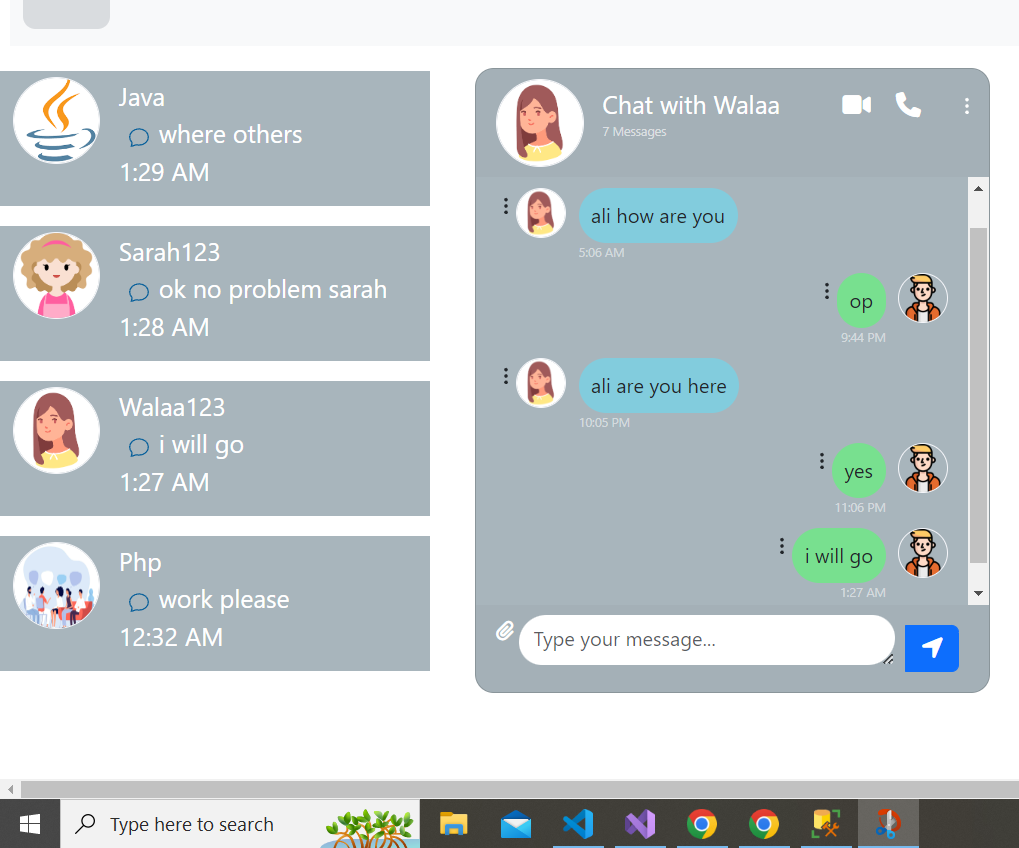 Java
where others
1:29 AM
Sarah123
ok no problem sarah
1:28 AM
Walaa123
i will go
1:27 AM
Php
work please
12:32 AM
Chat with Walaa
7 Messages
ali how are you
5:06 AM
op
9:44 PM
ali are you here
10:05 PM
yes
11:06 PM
i will go
1:27 AM
Type your message...
Type here to search